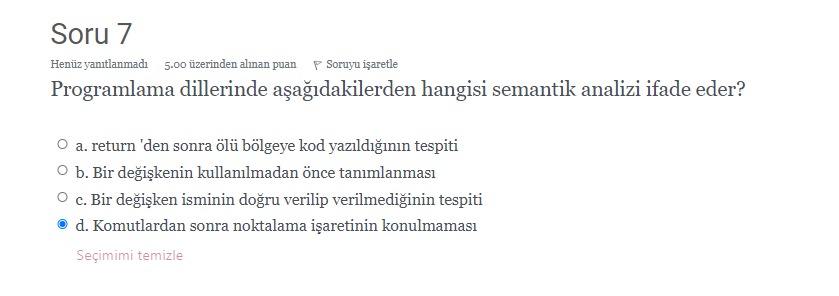 Soru 7
Henüz yanıtlanmadı 5.00 üzerinden alınan puan Soruyu işaretle
Programlama dillerinde aşağıdakilerden hangisi semantik analizi ifade eder?
a. return 'den sonra ölü bölgeye kod yazıldığının tespiti
b. Bir değişkenin kullanılmadan önce tanımlanması
c. Bir değişken isminin doğru verilip verilmediğinin tespiti
d. Komutlardan sonra noktalama işaretinin konulmaması
Seçimimi temizle